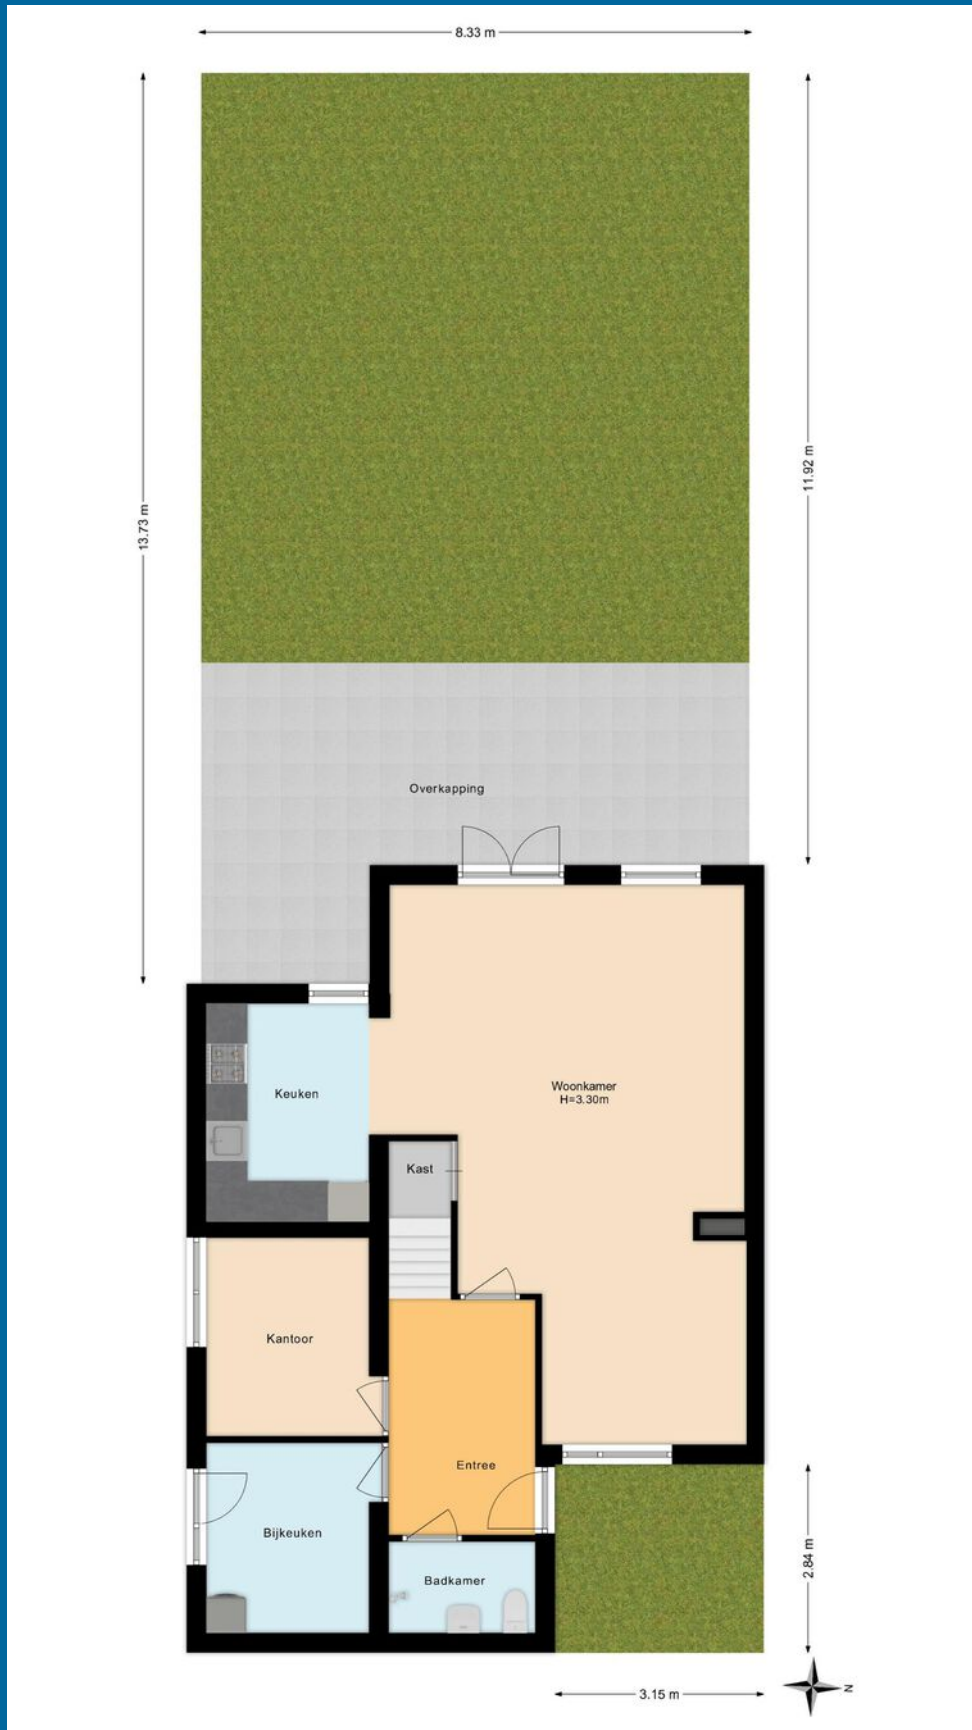 8.33 m
13.73 m
11.92 m
Overkapping
Keuken
Woonkamer
H=3.30m
Kast
Kantoor
Entree
Bijkeuken
Badkamer
2.84 m
3.15 m
N